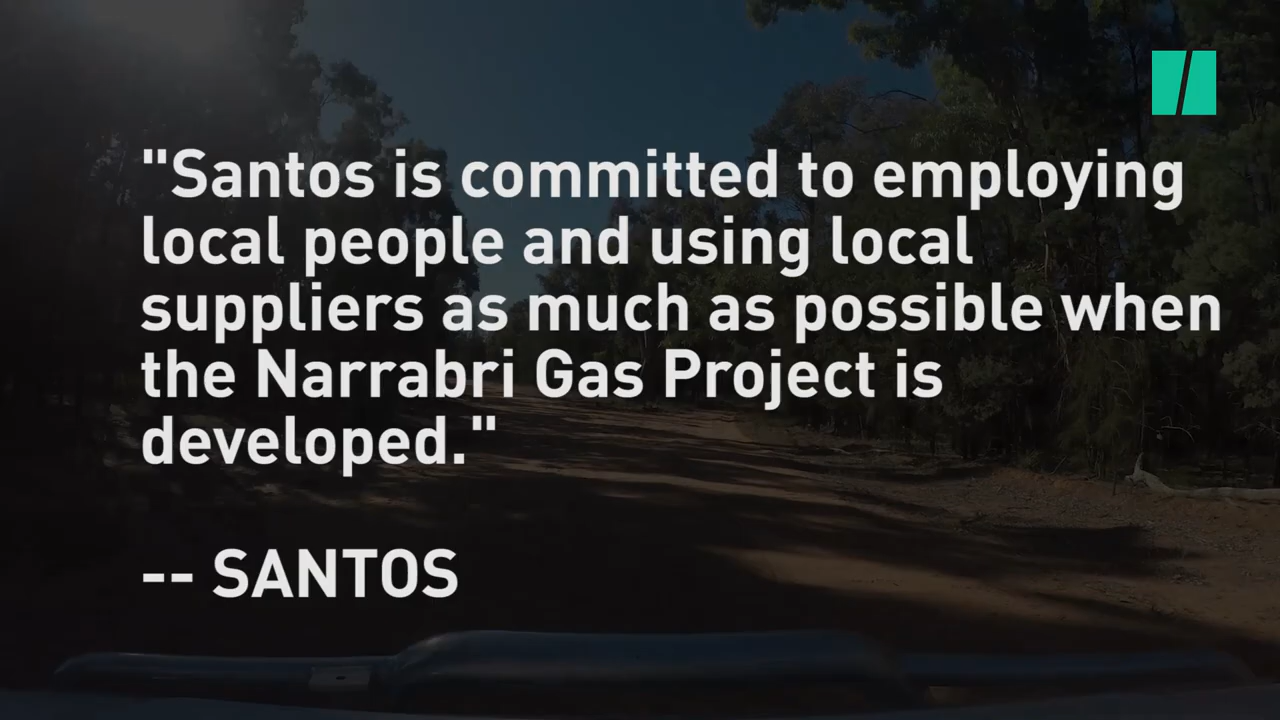 "Santos is committed to employing
local people and using local
suppliers as much as possible when
the Narrabri Gas Project is
developed."
-- SANTOS